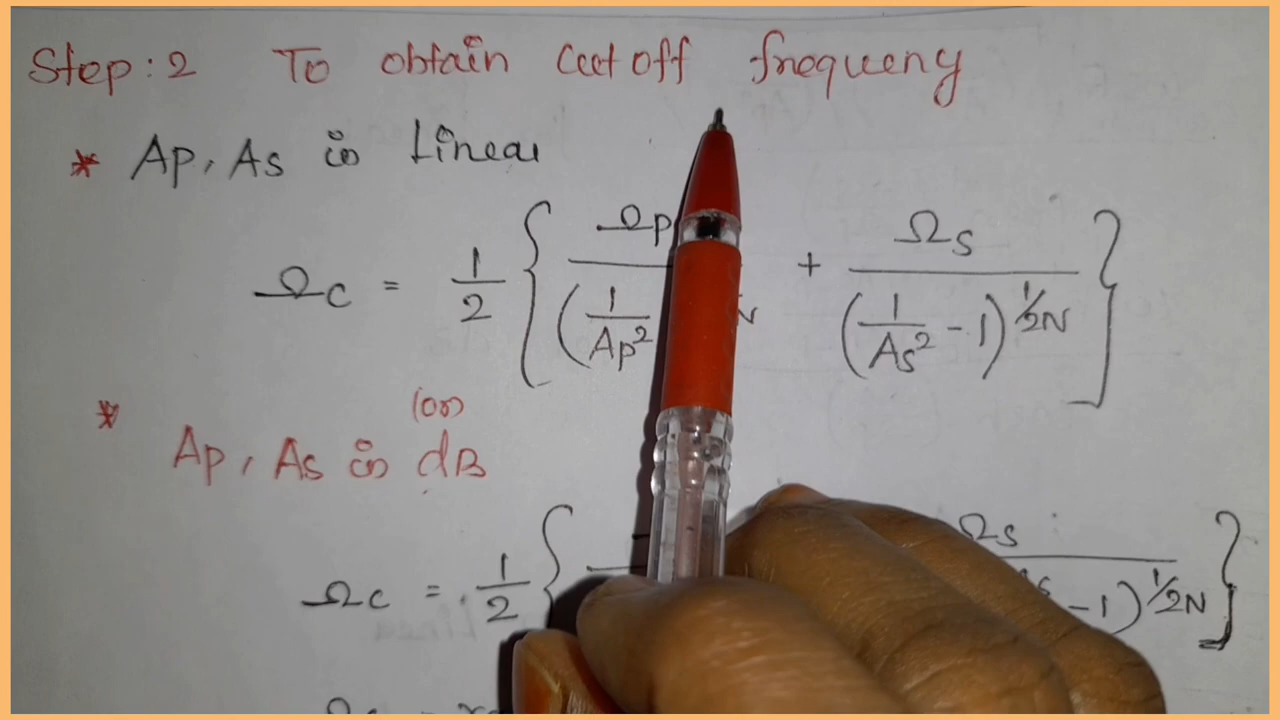 Step:2 To obtain cut off frequency
* Ap, As in Linear
Ωc = 1/2 { Ωp / (1/Ap² N + Ωs / (1/As² - 1)^1/2N }
(or)
* Ap, As in dB
Ωc = 1/2 { Ωs / - 1)^1/2N }